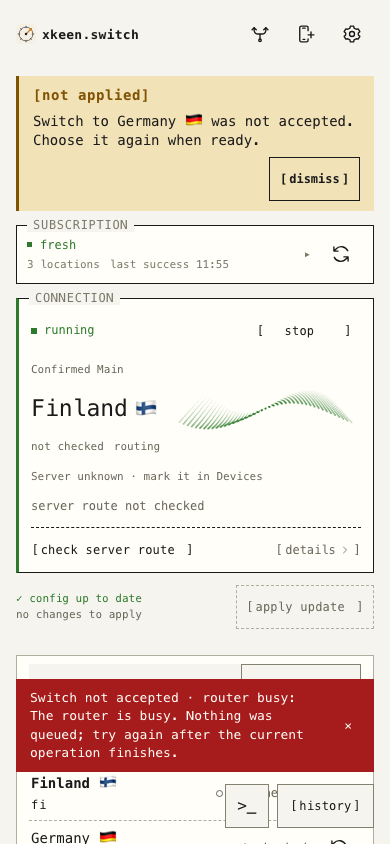 xkeen.switch
[not applied]
Switch to Germany 🇩🇪 was not accepted.
Choose it again when ready.
[dismiss]
SUBSCRIPTION
fresh
3 locations last success 11:55
CONNECTION
running
[ stop ]
Confirmed Main
Finland 🇫🇮
not checked routing
Server unknown · mark it in Devices
server route not checked
[check server route ]
[details > ]
✓ config up to date
no changes to apply
[apply update ]
Switch not accepted · router busy:
The router is busy. Nothing was
queued; try again after the current
operation finishes.
×
Finland 🇫🇮
fi
>_
[history]
Germany 🇩🇪